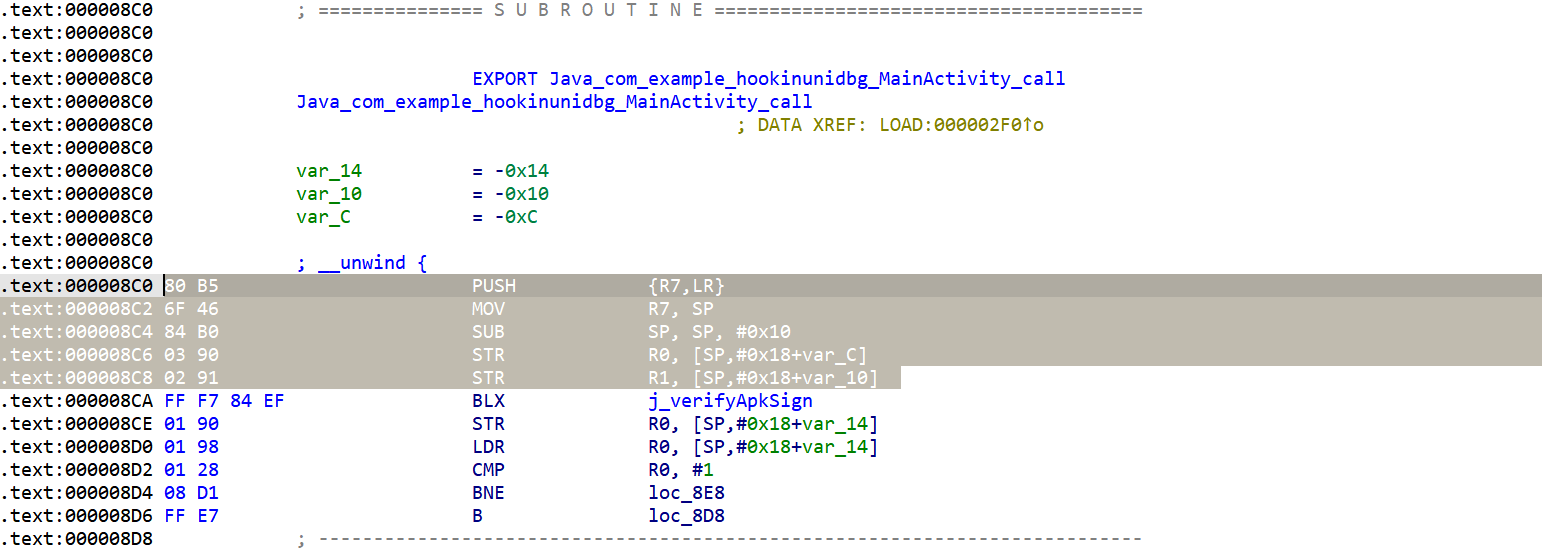 .text:000008C0 ; =============== S U B R O U T I N E =======================================
.text:000008C0
.text:000008C0
.text:000008C0 EXPORT Java_com_example_hookinunidbg_MainActivity_call
.text:000008C0 Java_com_example_hookinunidbg_MainActivity_call
.text:000008C0 ; DATA XREF: LOAD:000002F0↑o
.text:000008C0
.text:000008C0 var_14 = -0x14
.text:000008C0 var_10 = -0x10
.text:000008C0 var_C = -0xC
.text:000008C0
.text:000008C0 ; __unwind {
.text:000008C0 80 B5 PUSH {R7,LR}
.text:000008C2 6F 46 MOV R7, SP
.text:000008C4 84 B0 SUB SP, SP, #0x10
.text:000008C6 03 90 STR R0, [SP,#0x18+var_C]
.text:000008C8 02 91 STR R1, [SP,#0x18+var_10]
.text:000008CA FF F7 84 EF BLX j_verifyApkSign
.text:000008CE 01 90 STR R0, [SP,#0x18+var_14]
.text:000008D0 01 98 LDR R0, [SP,#0x18+var_14]
.text:000008D2 01 28 CMP R0, #1
.text:000008D4 08 D1 BNE loc_8E8
.text:000008D6 FF E7 B loc_8D8
.text:000008D8 ; ---------------------------------------------------------------------------